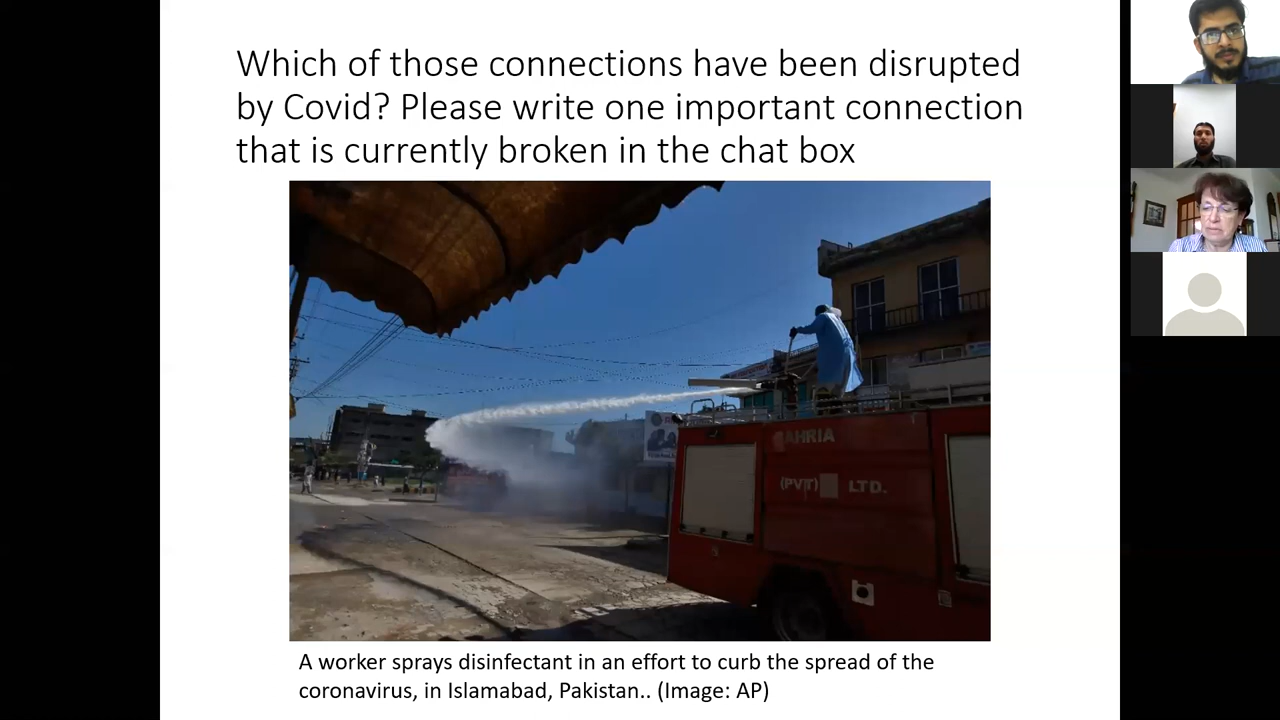 Which of those connections have been disrupted
by Covid? Please write one important connection
that is currently broken in the chat box
(PVT) LTD.
A worker sprays disinfectant in an effort to curb the spread of the
coronavirus, in Islamabad, Pakistan.. (Image: AP)